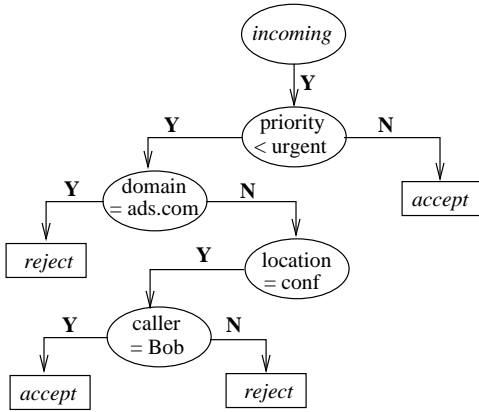 incoming
Y
priority
< urgent
Y
N
domain
= ads.com
accept
Y
N
reject
location
= conf
Y
caller
= Bob
Y
N
accept
reject